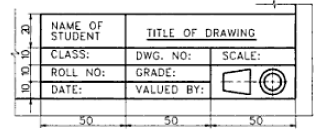 NAME OF STUDENT
TITLE OF DRAWING
CLASS: DWG. NO: SCALE:
ROLL NO: GRADE:
DATE: VALUED BY:
20
10
10
10
50 50 50